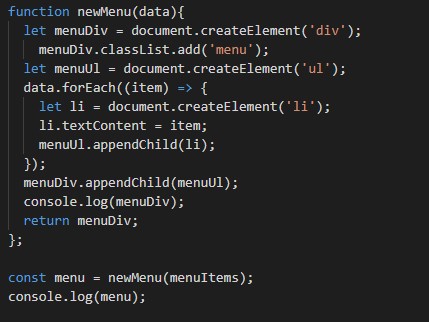 function newMenu(data){
  let menuDiv = document.createElement('div');
    menuDiv.classList.add('menu');
  let menuUl = document.createElement('ul');
  data.forEach((item) => {
    let li = document.createElement('li');
    li.textContent = item;
    menuUl.appendChild(li);
  });
  menuDiv.appendChild(menuUl);
  console.log(menuDiv);
  return menuDiv;
};

const menu = newMenu(menuItems);
console.log(menu);